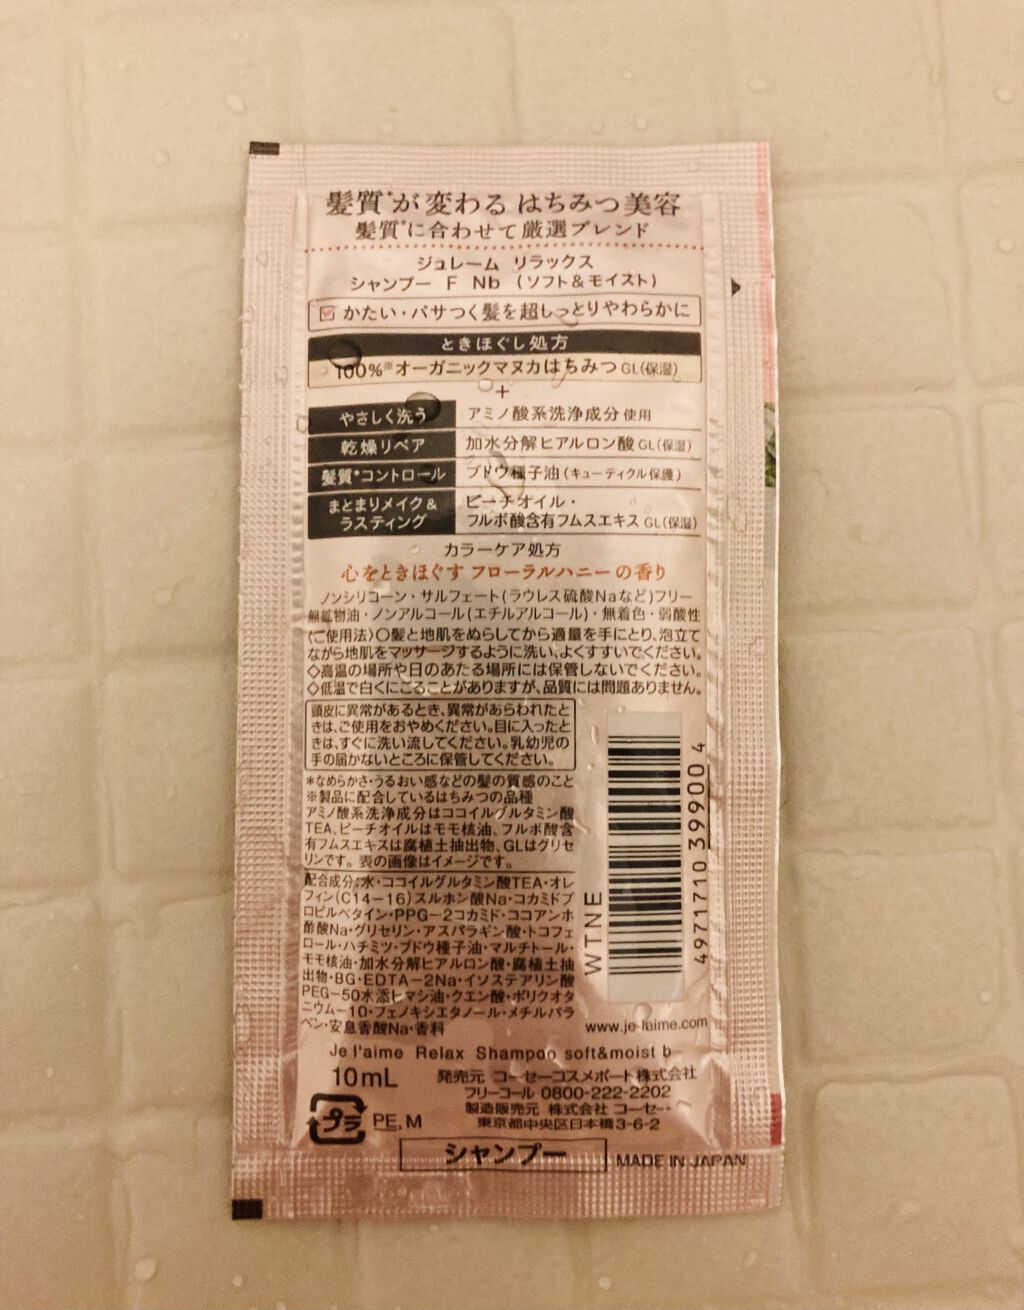 髪質*が変わる はちみつ美容
髪質*に合わせて厳選ブレンド
ジュレーム リラックス
シャンプー F Nb (ソフト&モイスト)
かたい・パサつく髪を超しっとりやわらかに
ときほぐし処方
100%※オーガニックマヌカはちみつ GL(保湿)
+
やさしく洗う アミノ酸系洗浄成分 使用
乾燥リペア 加水分解ヒアルロン酸 GL(保湿)
髪質*コントロール ブドウ種子油(キューティクル保護)
まとまりメイク& ピーチオイル・
ラスティング フルボ酸含有フムスエキス GL(保湿)
カラーケア処方
心をときほぐす フローラルハニーの香り
ノンシリコーン・サルフェート(ラウレス硫酸Naなど)フリー
無鉱物油・ノンアルコール(エチルアルコール)・無着色・弱酸性
〈ご使用法〉○髪と地肌をぬらしてから適量を手にとり、泡立て
ながら地肌をマッサージするように洗い、よくすすいでください。
◇高温の場所や日のあたる場所には保管しないでください。
◇低温で白くにごることがありますが、品質には問題ありません。
頭皮に異常があるとき、異常があらわれたと
きは、ご使用をおやめください。目に入ったと
きは、すぐに洗い流してください。乳幼児の
手の届かないところに保管してください。
*なめらかさ・うるおい感などの髪の質感のこと
※製品に配合しているはちみつの品種
アミノ酸系洗浄成分はココイルグルタミン酸
TEA、ピーチオイルはモモ核油、フルボ酸含
有フムスエキスは腐植土抽出物、GLはグリセ
リンです。表の画像はイメージです。
配合成分:水・ココイルグルタミン酸TEA・オレ
フィン(C14-16)スルホン酸Na・コカミドプ
ロピルベタイン・PPG-2コカミド・ココアンホ
酢酸Na・グリセリン・アスパラギン酸・トコフェ
ロール・ハチミツ・ブドウ種子油・マルチトール・
モモ核油・加水分解ヒアルロン酸・腐植土抽
出物・BG・EDTA-2Na・イソステアリン酸
PEG-50水添ヒマシ油・クエン酸・ポリクオタ
ニウム-10・フェノキシエタノール・メチルパラ
ベン・安息香酸Na・香料
WTNE
4971710 39900 4
www.je-laime.com
Je l'aime Relax Shampoo soft&moist b
10mL
発売元 コーセーコスメポート株式会社
フリーコール 0800-222-2202
製造販売元 株式会社 コーセー
東京都中央区日本橋3-6-2
プラ PE, M
シャンプー
MADE IN JAPAN